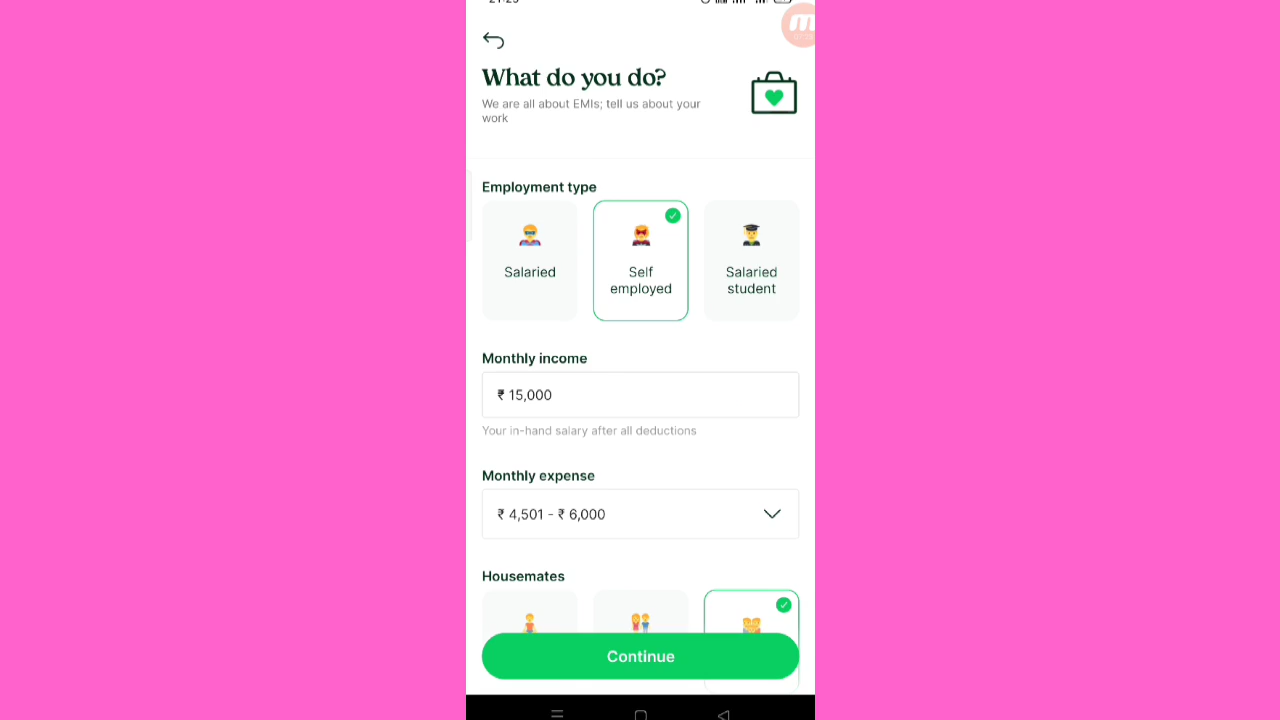 What do you do?
We are all about EMIs; tell us about your
work
Employment type
Salaried
Self
employed
Salaried
student
Monthly income
₹ 15,000
Your in-hand salary after all deductions
Monthly expense
₹ 4,501 - ₹ 6,000
Housemates
Continue